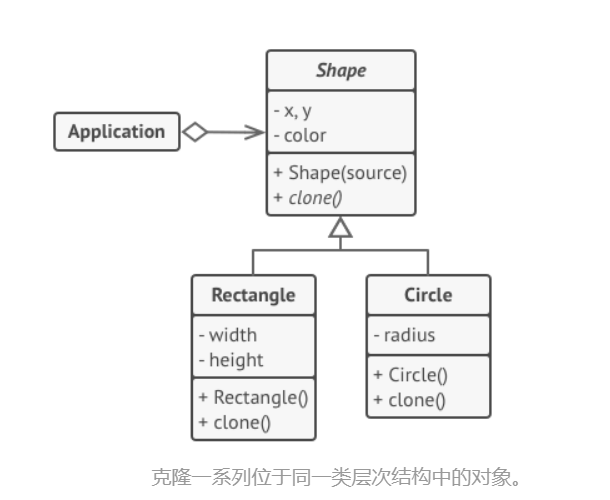 Shape
- x, y
- color
+ Shape(source)
+ clone()
Application
Rectangle
- width
- height
+ Rectangle()
+ clone()
Circle
- radius
+ Circle()
+ clone()
克隆一系列位于同一类层次结构中的对象。